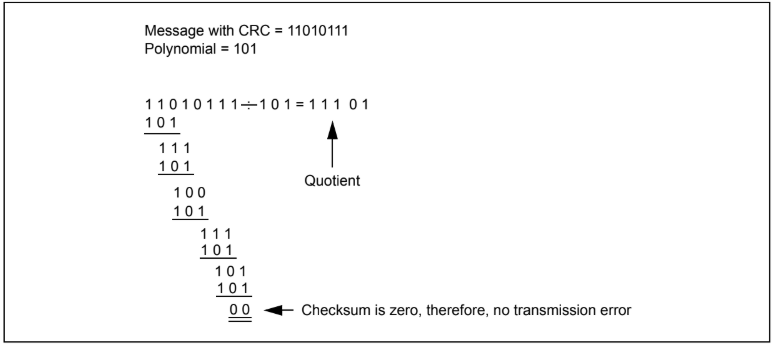 Message with CRC = 11010111
Polynomial = 101
1 1 0 1 0 1 1 1 ÷ 1 0 1 = 1 1 1 0 1
1 0 1
1 1 1
1 0 1
Quotient
1 0 0
1 0 1
1 1 1
1 0 1
1 0 1
1 0 1
0 0 Checksum is zero, therefore, no transmission error